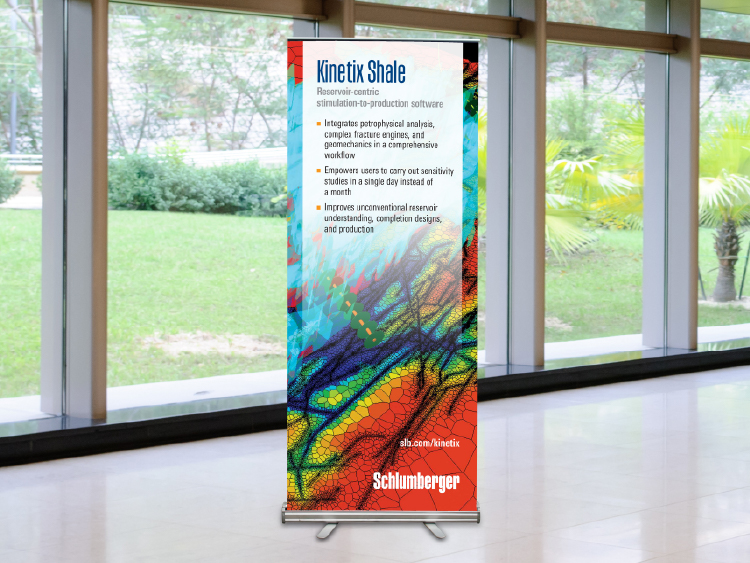 Kinetix Shale
Reservoir-centric
stimulation-to-production software
Integrates petrophysical analysis,
complex fracture engines, and
geomechanics in a comprehensive
workflow
Empowers users to carry out sensitivity
studies in a single day instead of
a month
Improves unconventional reservoir
understanding, completion designs,
and production
slb.com/kinetix
Schlumberger